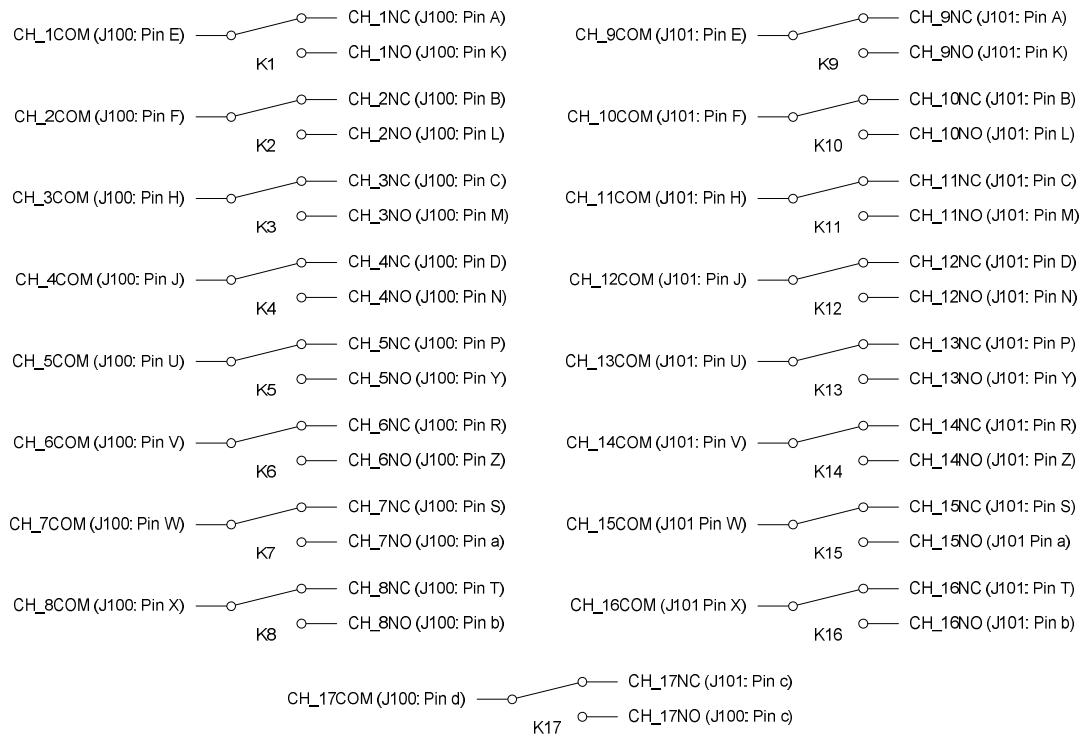 CH_1COM (J100: Pin E)
CH_1NC (J100: Pin A)
CH_1NO (J100: Pin K)
K1
CH_2COM (J100: Pin F)
CH_2NC (J100: Pin B)
CH_2NO (J100: Pin L)
K2
CH_3COM (J100: Pin H)
CH_3NC (J100: Pin C)
CH_3NO (J100: Pin M)
K3
CH_4COM (J100: Pin J)
CH_4NC (J100: Pin D)
CH_4NO (J100: Pin N)
K4
CH_5COM (J100: Pin U)
CH_5NC (J100: Pin P)
CH_5NO (J100: Pin Y)
K5
CH_6COM (J100: Pin V)
CH_6NC (J100: Pin R)
CH_6NO (J100: Pin Z)
K6
CH_7COM (J100: Pin W)
CH_7NC (J100: Pin S)
CH_7NO (J100: Pin a)
K7
CH_8COM (J100: Pin X)
CH_8NC (J100: Pin T)
CH_8NO (J100: Pin b)
K8
CH_9COM (J101: Pin E)
CH_9NC (J101: Pin A)
CH_9NO (J101: Pin K)
K9
CH_10COM (J101: Pin F)
CH_10NC (J101: Pin B)
CH_10NO (J101: Pin L)
K10
CH_11COM (J101: Pin H)
CH_11NC (J101: Pin C)
CH_11NO (J101: Pin M)
K11
CH_12COM (J101: Pin J)
CH_12NC (J101: Pin D)
CH_12NO (J101: Pin N)
K12
CH_13COM (J101: Pin U)
CH_13NC (J101: Pin P)
CH_13NO (J101: Pin Y)
K13
CH_14COM (J101: Pin V)
CH_14NC (J101: Pin R)
CH_14NO (J101: Pin Z)
K14
CH_15COM (J101 Pin W)
CH_15NC (J101: Pin S)
CH_15NO (J101 Pin a)
K15
CH_16COM (J101 Pin X)
CH_16NC (J101: Pin T)
CH_16NO (J101: Pin b)
K16
CH_17COM (J100: Pin d)
CH_17NC (J101: Pin c)
CH_17NO (J100: Pin c)
K17